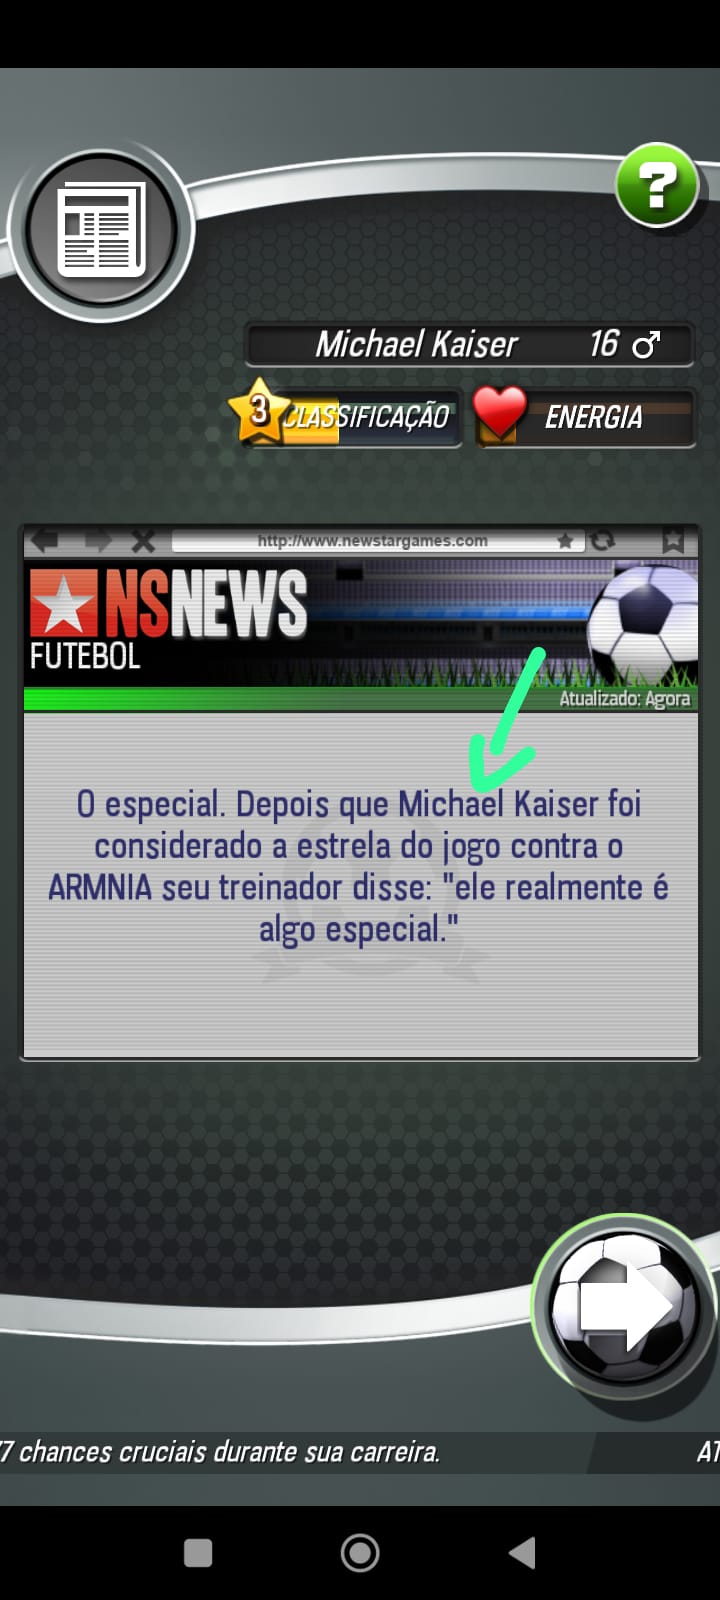 ?
Michael Kaiser 16 ♂
3 CLASSIFICAÇÃO ENERGIA
http://www.newstargames.com
NSNEWS
FUTEBOL
Atualizado: Agora
O especial. Depois que Michael Kaiser foi
considerado a estrela do jogo contra o
ARMNIA seu treinador disse: "ele realmente é
algo especial."
7 chances cruciais durante sua carreira. AT